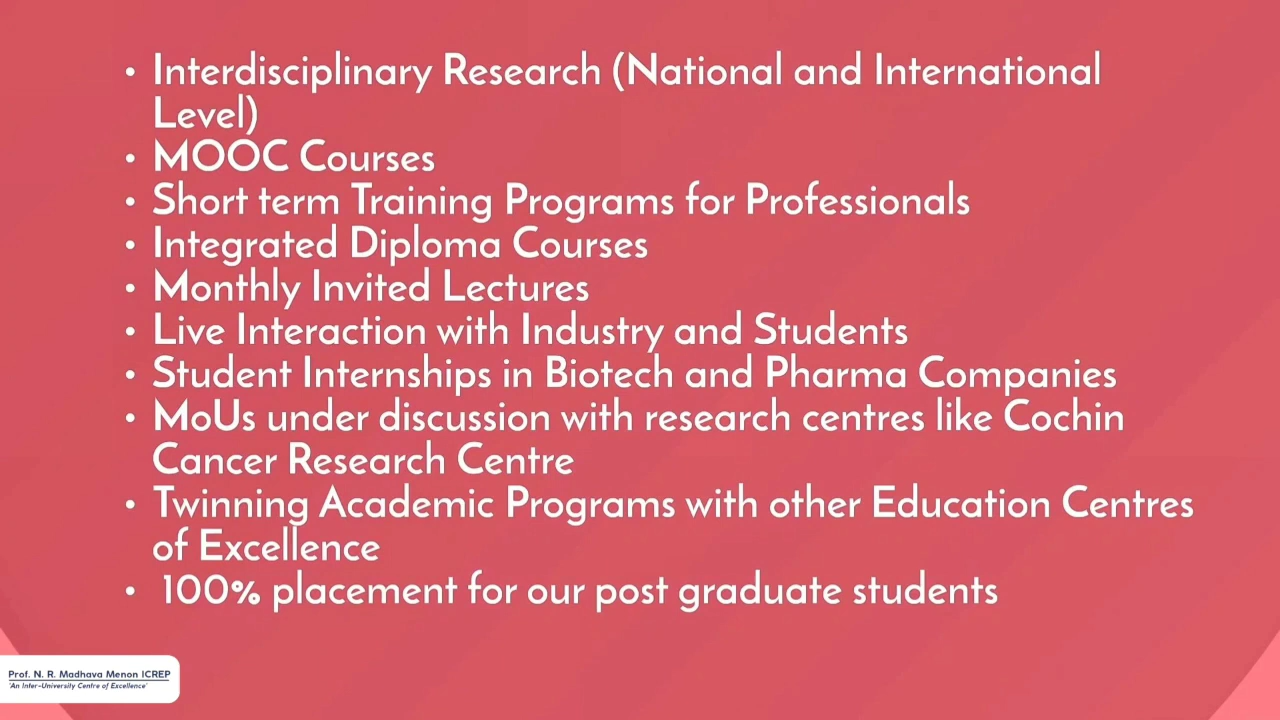 • Interdisciplinary Research (National and International
Level)
• MOOC Courses
• Short term Training Programs for Professionals
• Integrated Diploma Courses
• Monthly Invited Lectures
• Live Interaction with Industry and Students
• Student Internships in Biotech and Pharma Companies
• MoUs under discussion with research centres like Cochin
Cancer Research Centre
• Twinning Academic Programs with other Education Centres
of Excellence
• 100% placement for our post graduate students
Prof. N. R. Madhava Menon ICREP
'An Inter-University Centre of Excellence'